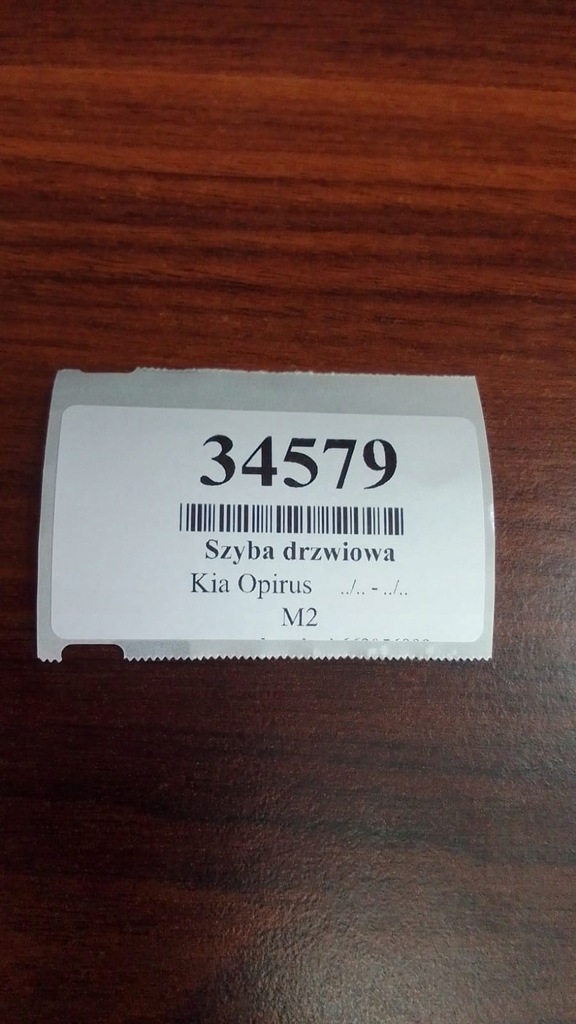 34579
Szyba drzwiowa
Kia Opirus ../.. - ../..
M2